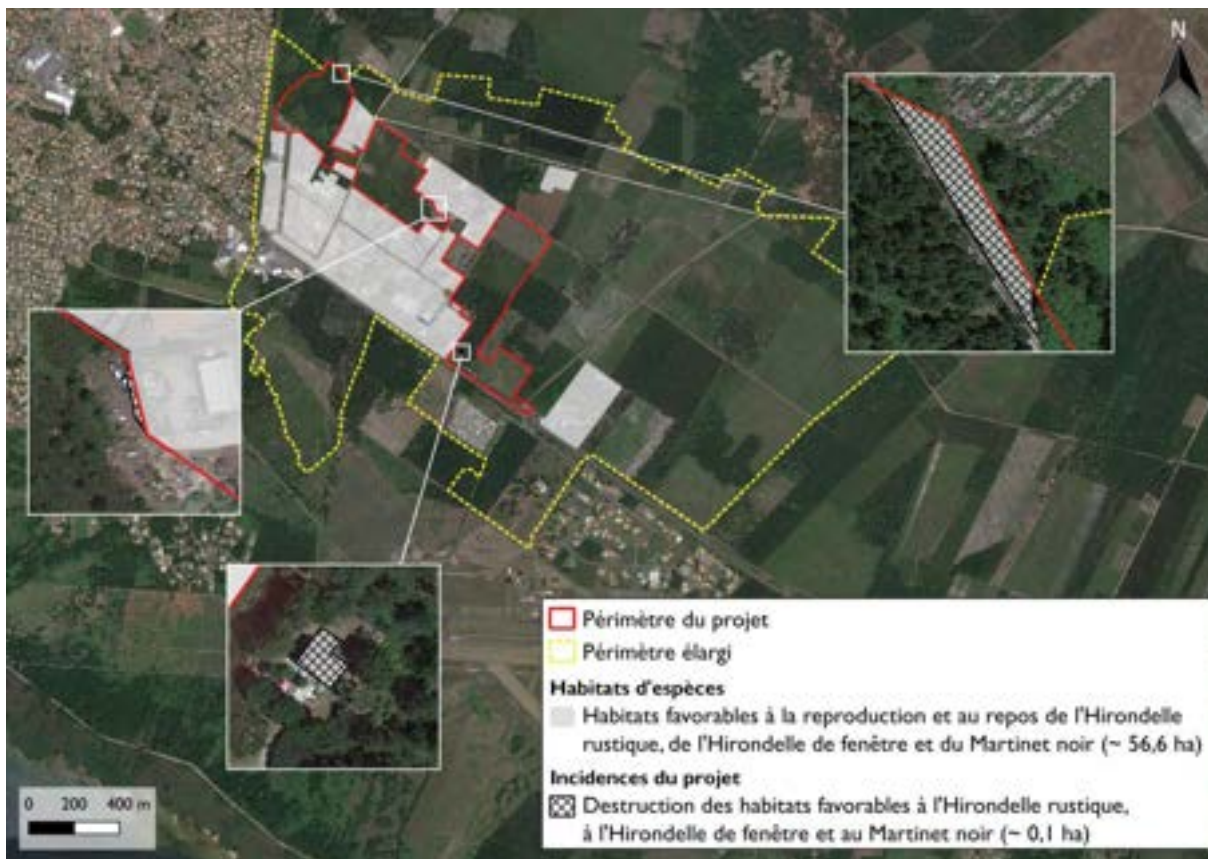 N
Périmètre du projet
Périmètre élargi
Habitats d'espèces
Habitats favorables à la reproduction et au repos de l'Hirondelle
rustique, de l'Hirondelle de fenêtre et du Martinet noir (~ 56,6 ha)
Incidences du projet
Destruction des habitats favorables à l'Hirondelle rustique,
à l'Hirondelle de fenêtre et au Martinet noir (~ 0,1 ha)
0 200 400 m